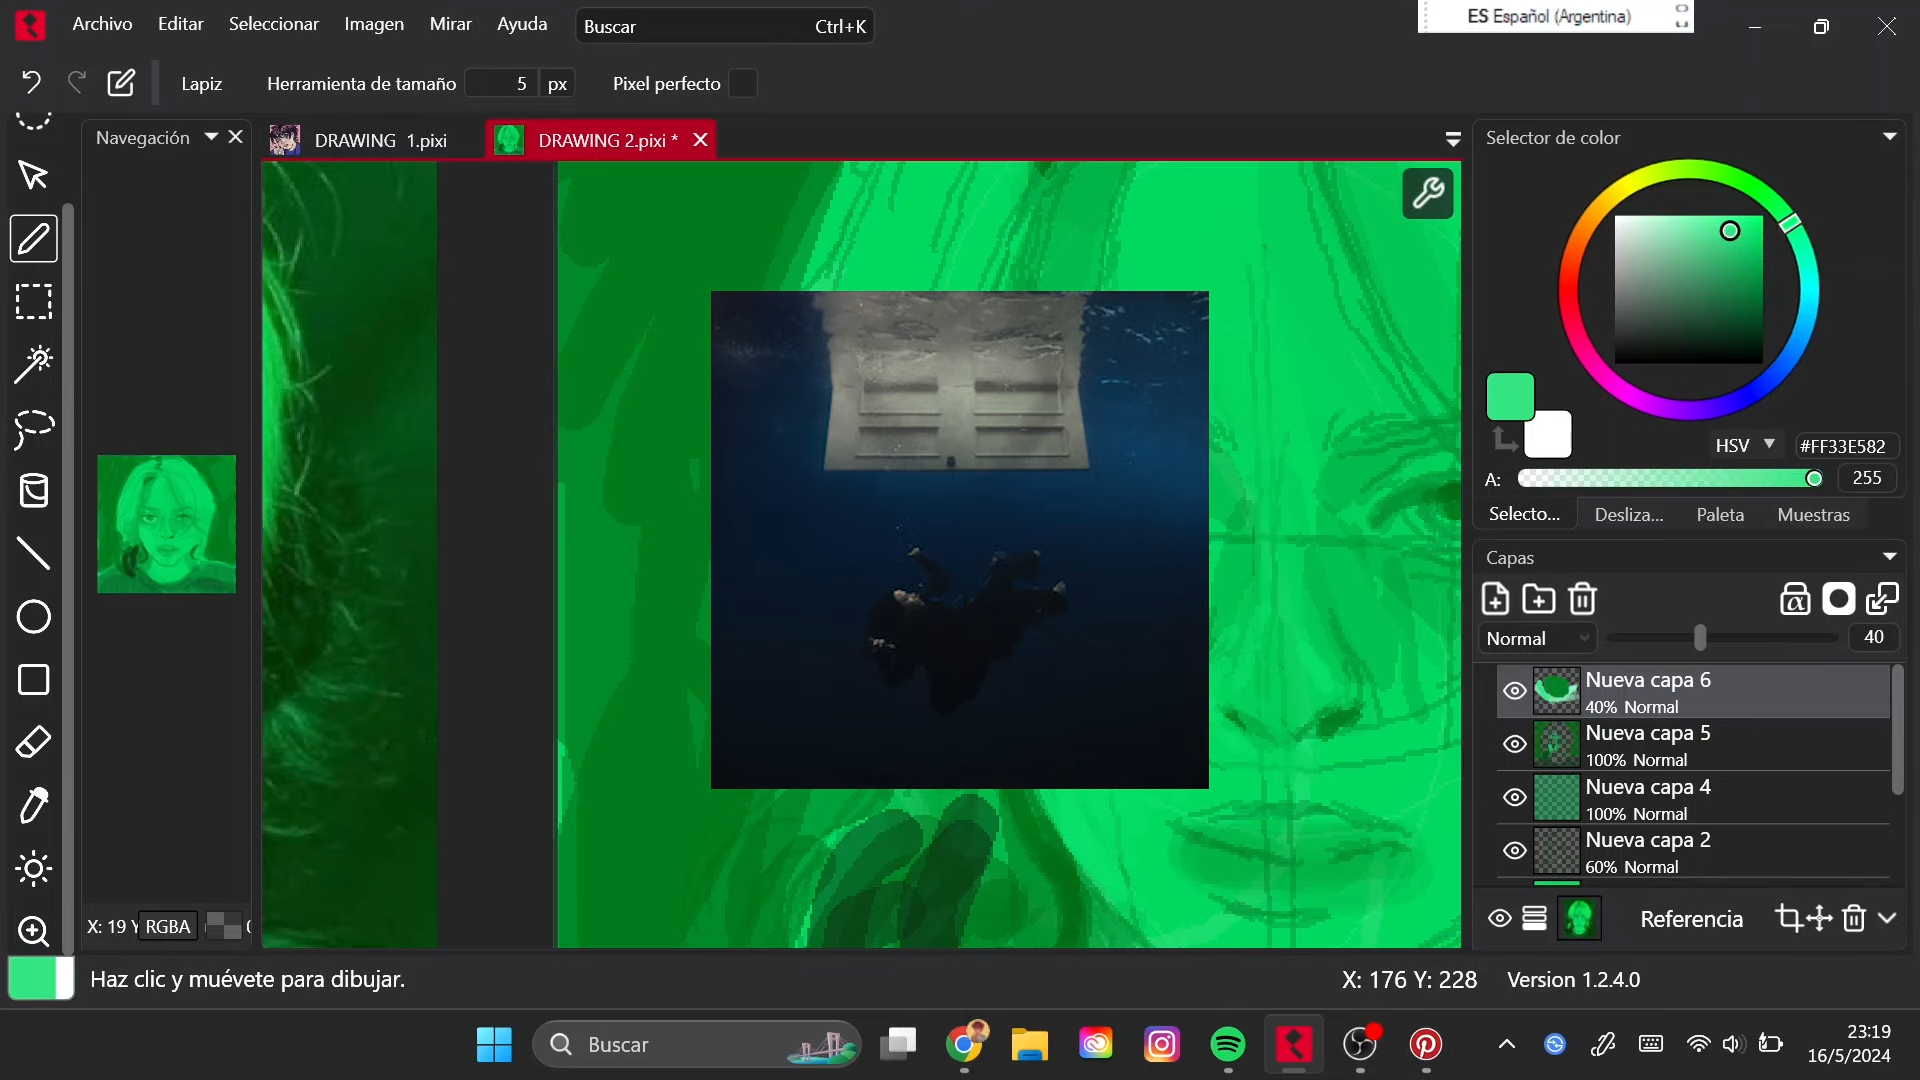 Archivo Editar Seleccionar Imagen Mirar Ayuda Buscar Ctrl+K
ES Español (Argentina)
Lapiz Herramienta de tamaño 5 px Pixel perfecto
Navegación
DRAWING 1.pixi
DRAWING 2.pixi *
Selector de color
HSV #FF33E582
A: 255
Selecto... Desliza... Paleta Muestras
Capas
Normal 40
Nueva capa 6
40% Normal
Nueva capa 5
100% Normal
Nueva capa 4
100% Normal
Nueva capa 2
60% Normal
Referencia
X: 19 RGBA
Haz clic y muévete para dibujar.
X: 176 Y: 228 Version 1.2.4.0
Buscar
23:19
16/5/2024